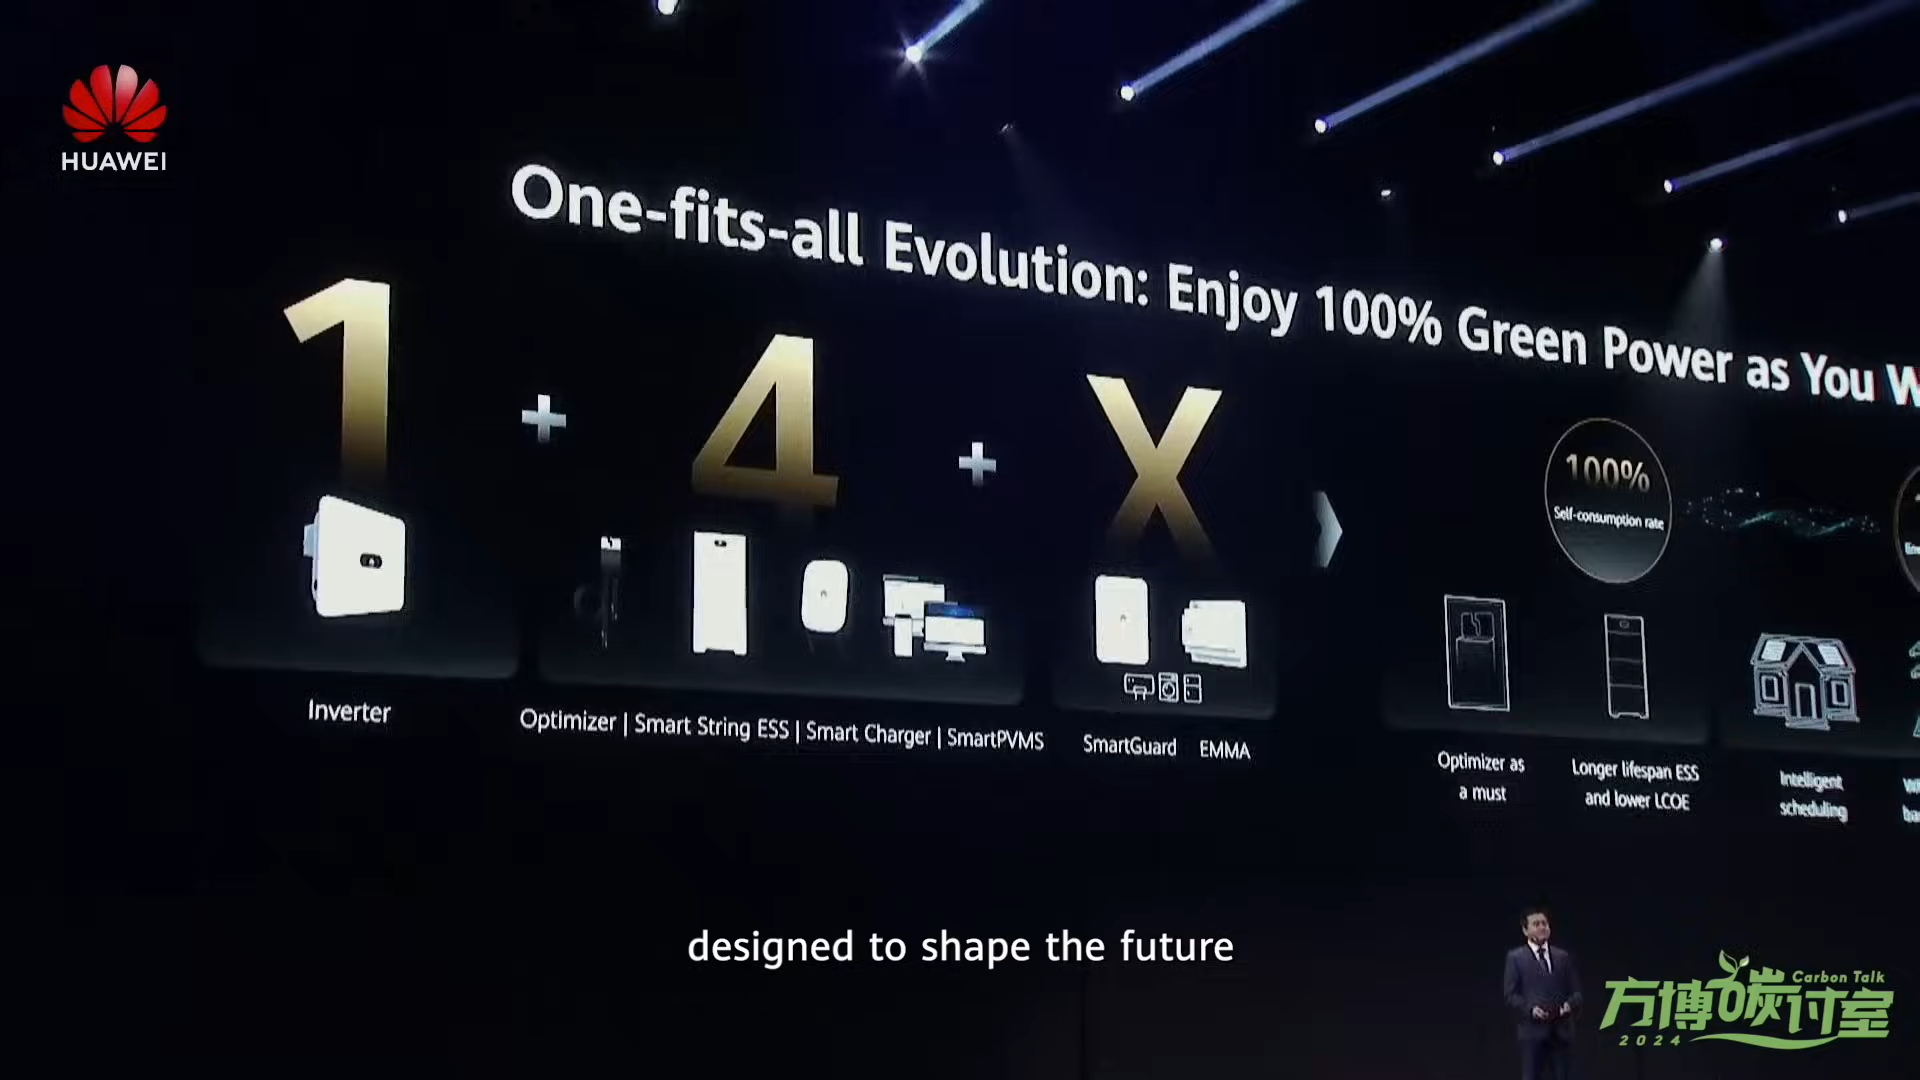 HUAWEI
One-fits-all Evolution: Enjoy 100% Green Power as You
1 + 4 + X
100%
Self-consumption rate
Inverter
Optimizer | Smart String ESS | Smart Charger | SmartPVMS
SmartGuard EMMA
Optimizer as
a must
Longer lifespan ESS
and lower LCOE
Intelligent
scheduling
designed to shape the future
Carbon Talk
万博碳讨室
2024